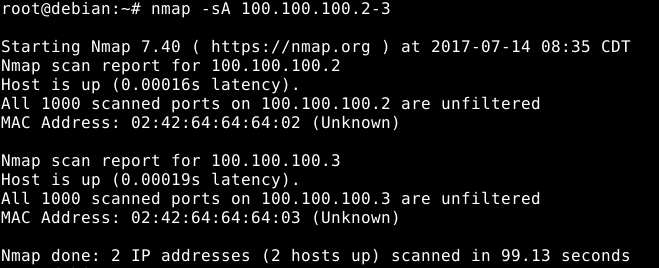 root@debian:~# nmap -sA 100.100.100.2-3
Starting Nmap 7.40 ( https://nmap.org ) at 2017-07-14 08:35 CDT
Nmap scan report for 100.100.100.2
Host is up (0.00016s latency).
All 1000 scanned ports on 100.100.100.2 are unfiltered
MAC Address: 02:42:64:64:64:02 (Unknown)
Nmap scan report for 100.100.100.3
Host is up (0.00019s latency).
All 1000 scanned ports on 100.100.100.3 are unfiltered
MAC Address: 02:42:64:64:64:03 (Unknown)
Nmap done: 2 IP addresses (2 hosts up) scanned in 99.13 seconds